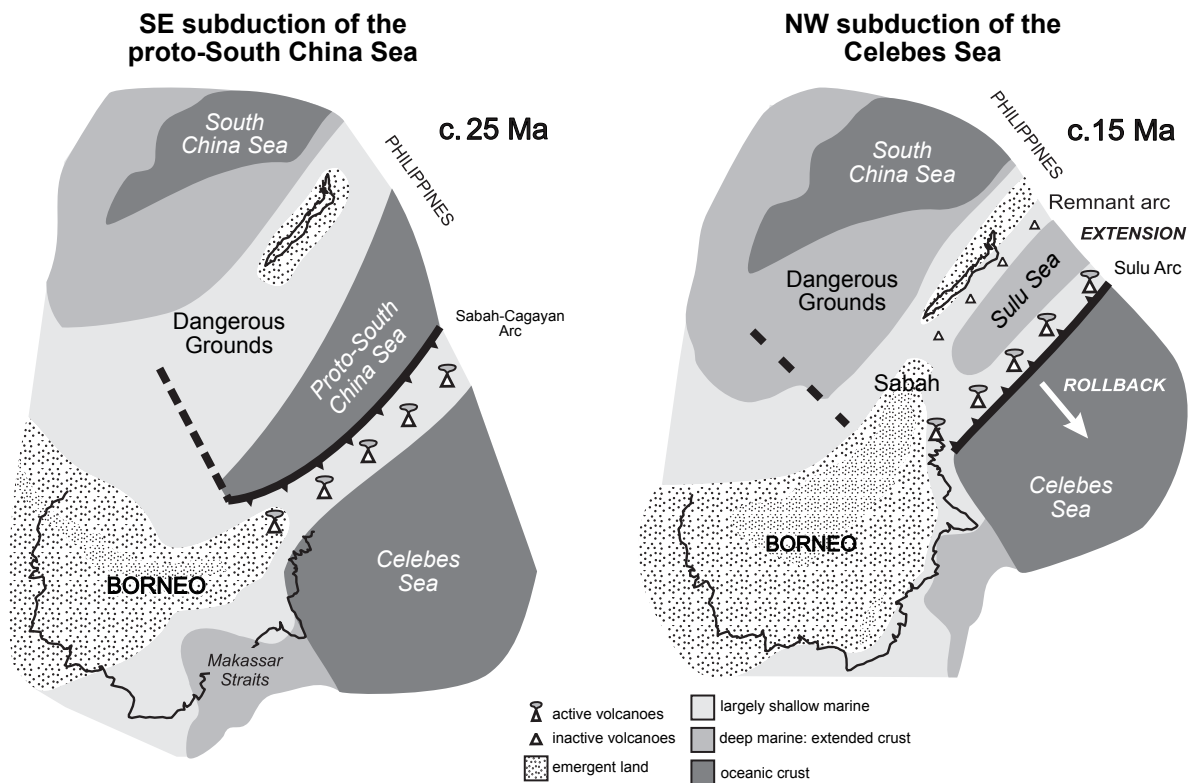 SE subduction of the
proto-South China Sea
c. 25 Ma
South
China Sea
PHILIPPINES
Dangerous
Grounds
Proto-South
China Sea
Sabah-Cagayan
Arc
BORNEO
Celebes
Sea
Makassar
Straits
NW subduction of the
Celebes Sea
c.15 Ma
PHILIPPINES
South
China Sea
Remnant arc
EXTENSION
Sulu Arc
Sulu Sea
Dangerous
Grounds
Sabah
ROLLBACK
Celebes
Sea
BORNEO
active volcanoes
inactive volcanoes
emergent land
largely shallow marine
deep marine: extended crust
oceanic crust